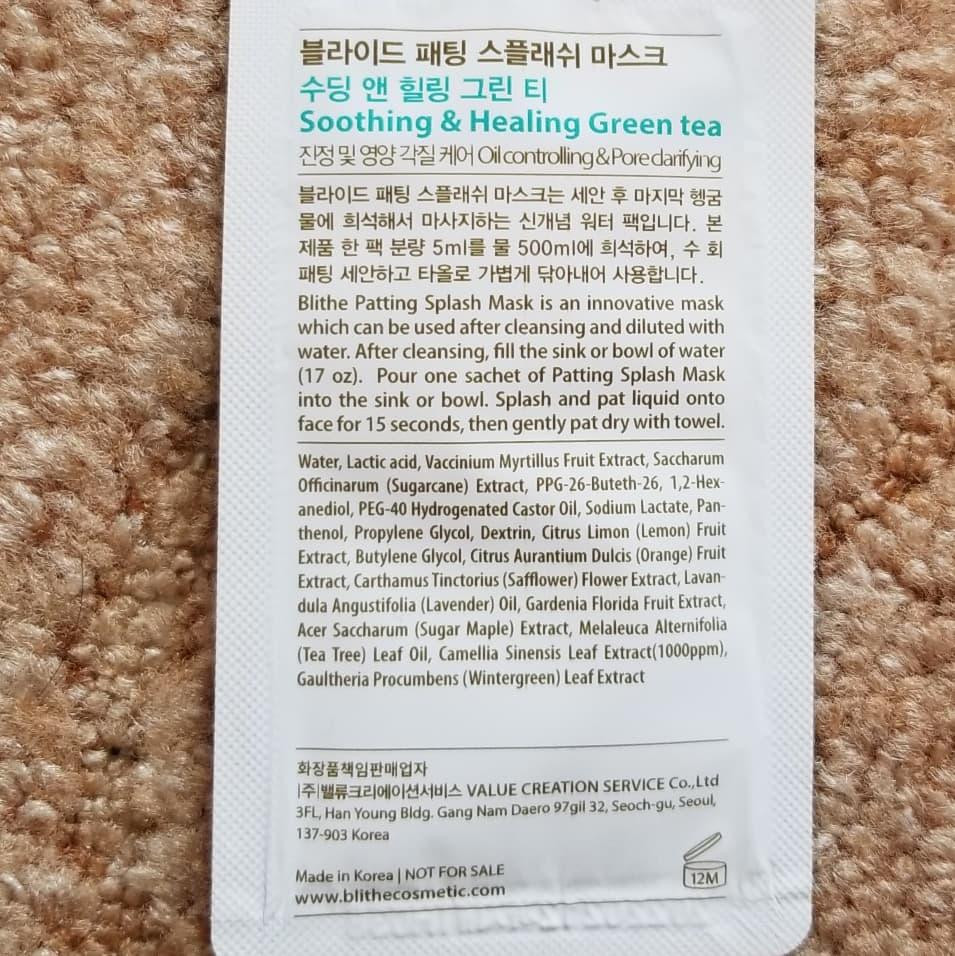 블라이드 패팅 스플래쉬 마스크
수딩 앤 힐링 그린 티
Soothing & Healing Green tea
진정 및 영양 각질 케어 Oil controlling & Pore clarifying
블라이드 패팅 스플래쉬 마스크는 세안 후 마지막 헹굼
물에 희석해서 마사지하는 신개념 워터 팩입니다. 본
제품 한 팩 분량 5ml를 물 500ml에 희석하여, 수 회
패팅 세안하고 타올로 가볍게 닦아내어 사용합니다.
Blithe Patting Splash Mask is an innovative mask
which can be used after cleansing and diluted with
water. After cleansing, fill the sink or bowl of water
(17 oz). Pour one sachet of Patting Splash Mask
into the sink or bowl. Splash and pat liquid onto
face for 15 seconds, then gently pat dry with towel.
Water, Lactic acid, Vaccinium Myrtillus Fruit Extract, Saccharum
Officinarum (Sugarcane) Extract, PPG-26-Buteth-26, 1,2-Hex-
anediol, PEG-40 Hydrogenated Castor Oil, Sodium Lactate, Pan-
thenol, Propylene Glycol, Dextrin, Citrus Limon (Lemon) Fruit
Extract, Butylene Glycol, Citrus Aurantium Dulcis (Orange) Fruit
Extract, Carthamus Tinctorius (Safflower) Flower Extract, Lavan-
dula Angustifolia (Lavender) Oil, Gardenia Florida Fruit Extract,
Acer Saccharum (Sugar Maple) Extract, Melaleuca Alternifolia
(Tea Tree) Leaf Oil, Camellia Sinensis Leaf Extract(1000ppm),
Gaultheria Procumbens (Wintergreen) Leaf Extract
화장품책임판매업자
|주|밸류크리에이션서비스 VALUE CREATION SERVICE Co.,Ltd
3FL, Han Young Bldg. Gang Nam Daero 97gil 32, Seoch-gu, Seoul,
137-903 Korea
Made in Korea | NOT FOR SALE
www.blithecosmetic.com
12M